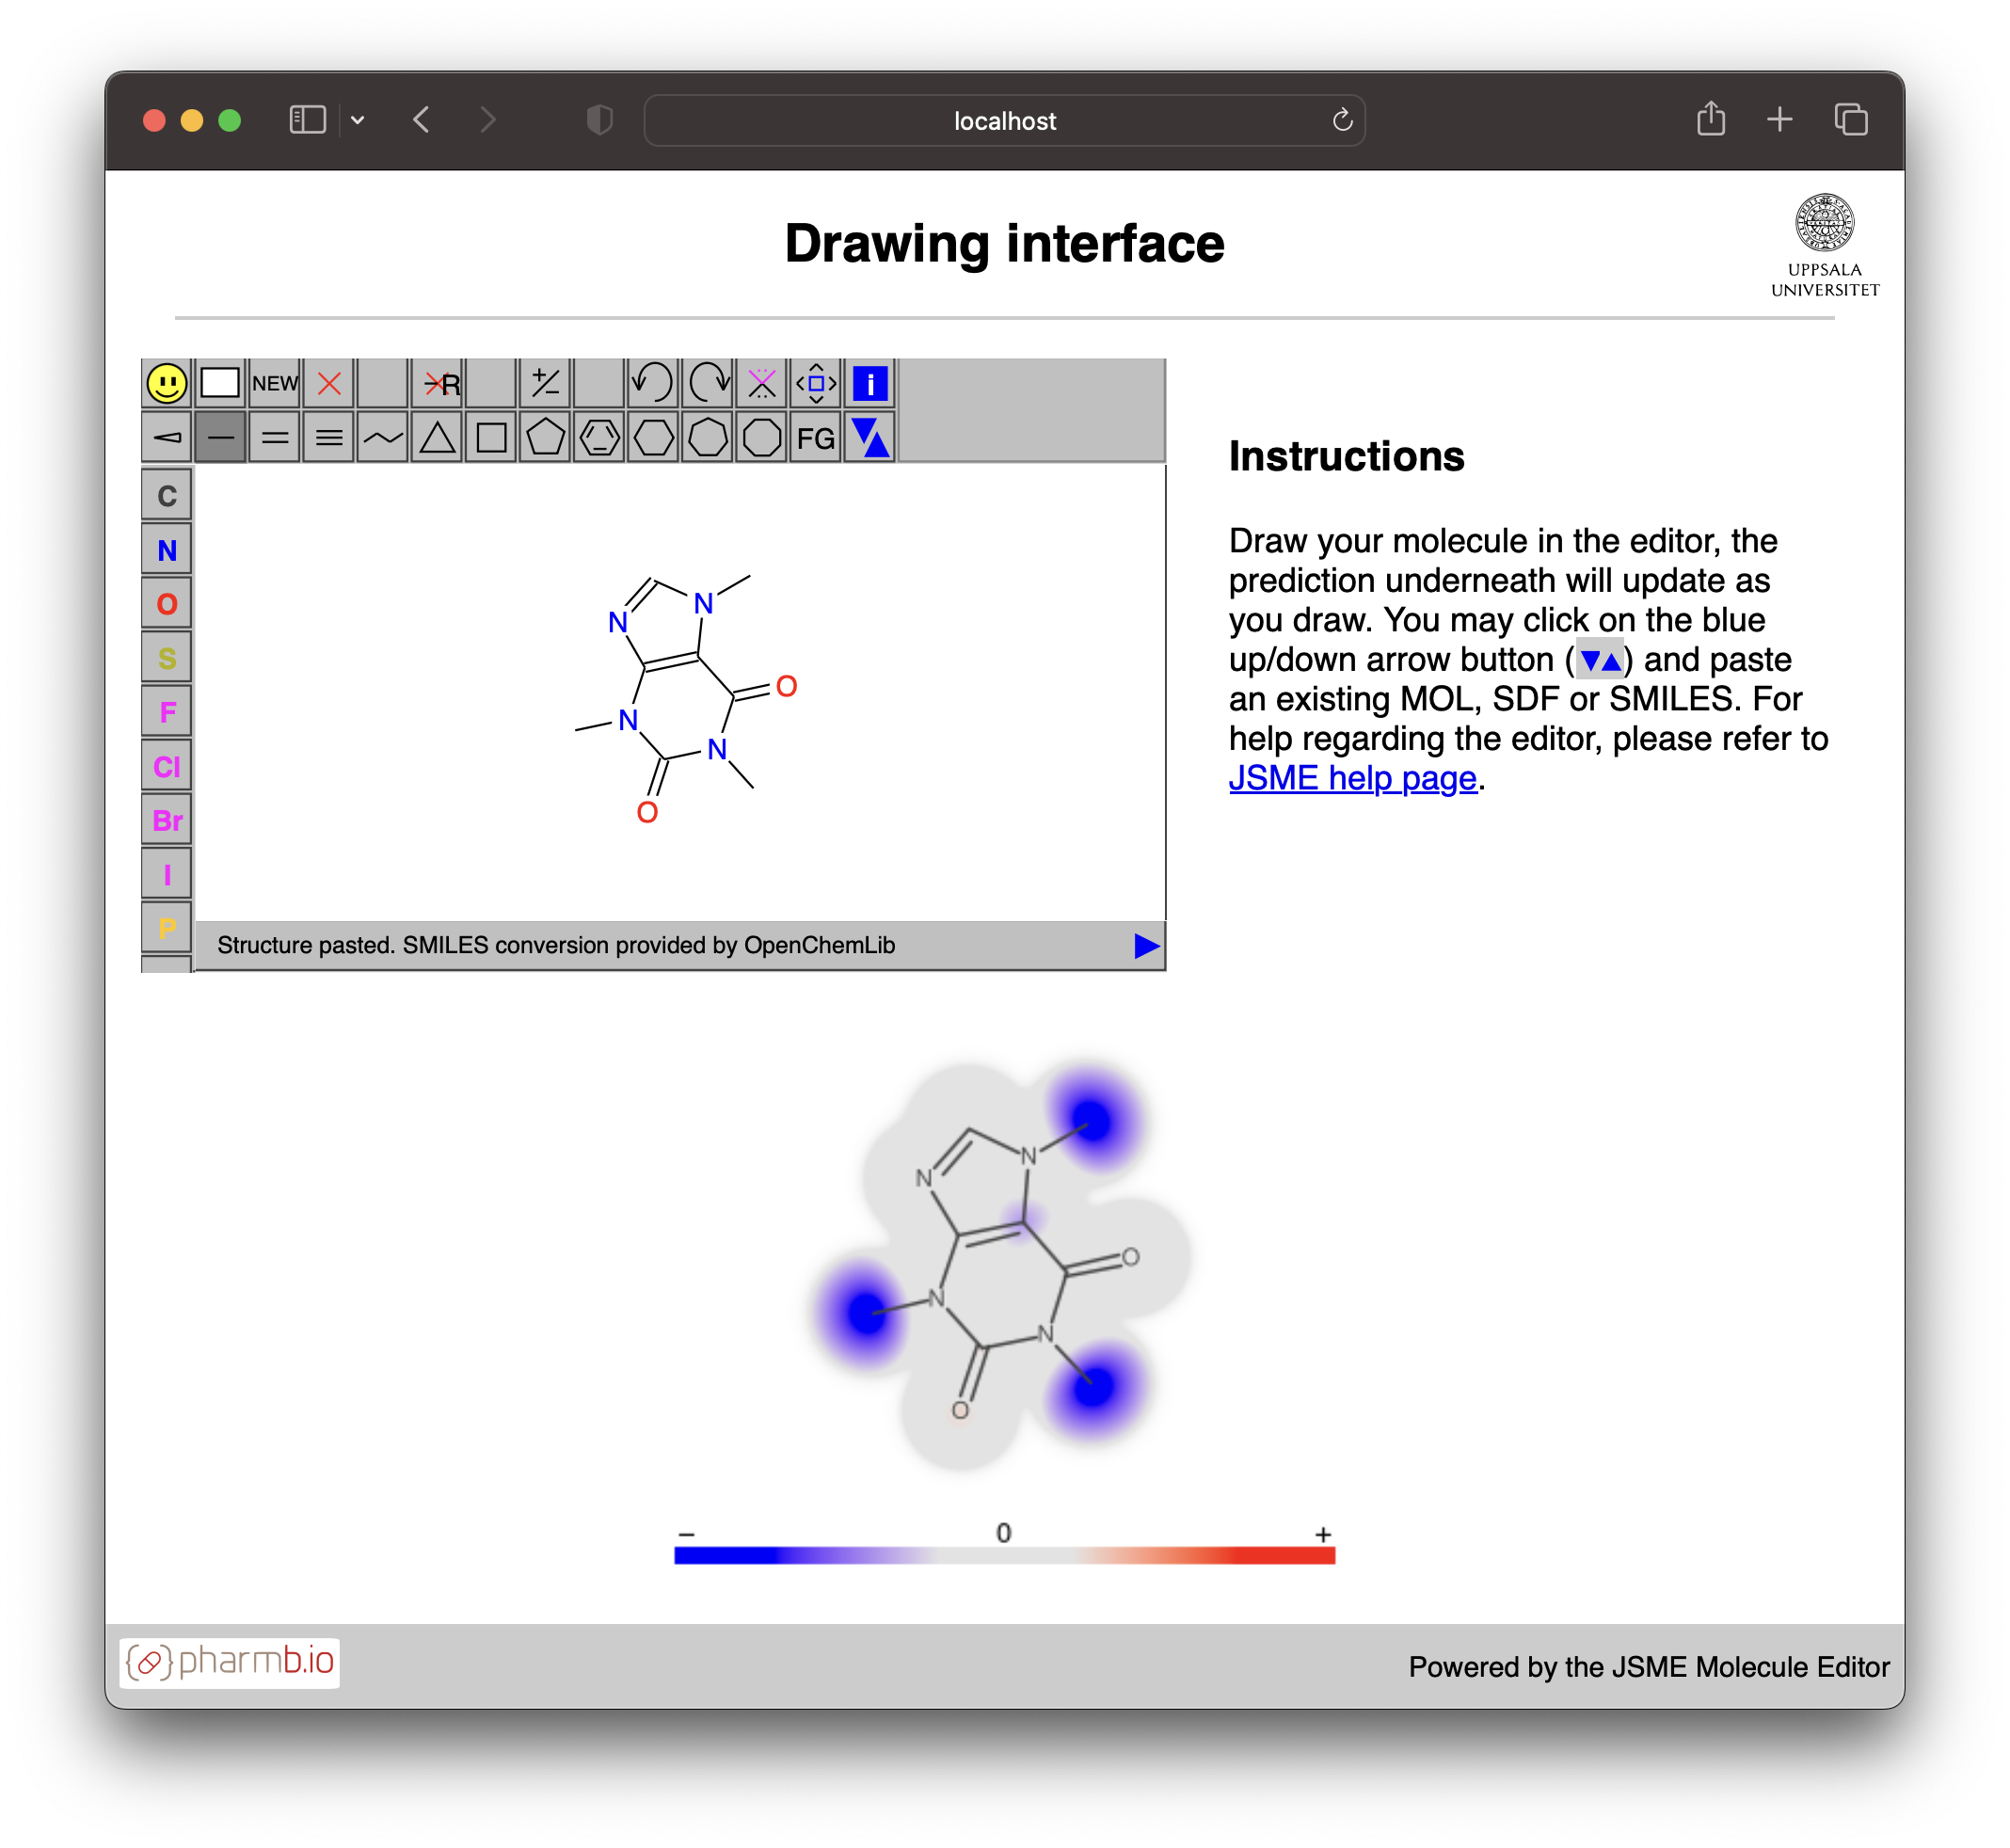 localhost
Drawing interface
UPPSALA
UNIVERSITET
NEW
R
+
−
i
FG
C
N
O
S
F
Cl
Br
I
P
N
N
O
N
N
O
Structure pasted. SMILES conversion provided by OpenChemLib
Instructions
Draw your molecule in the editor, the
prediction underneath will update as
you draw. You may click on the blue
up/down arrow button (▼▲) and paste
an existing MOL, SDF or SMILES. For
help regarding the editor, please refer to
JSME help page.
N
N
O
N
N
O
− 0 +
{}pharmb.io
Powered by the JSME Molecule Editor